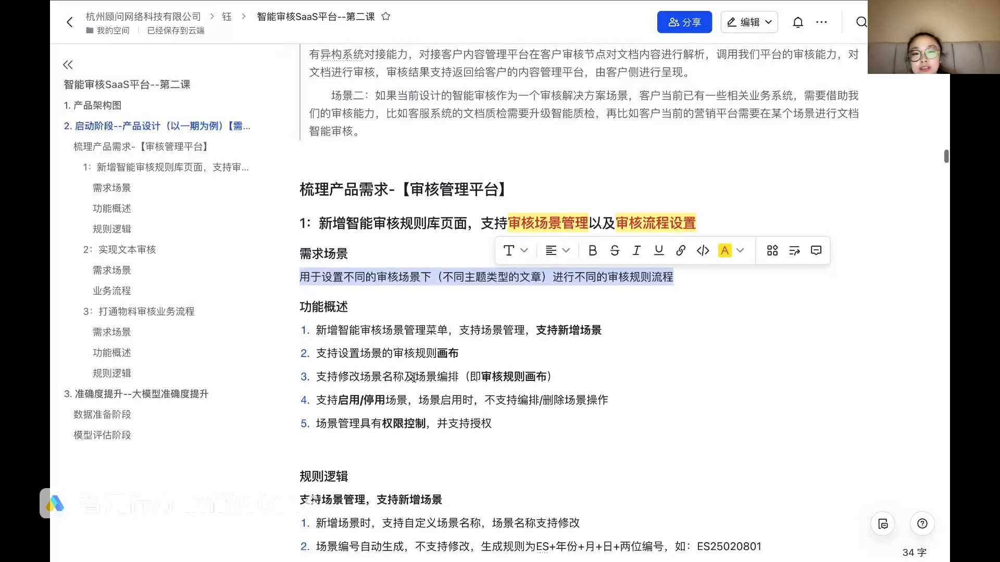 杭州顾问网络科技有限公司 > 钰 > 智能审核SaaS平台--第二课
我的空间 已经保存到云端
分享 编辑
智能审核SaaS平台--第二课
1. 产品架构图
2. 启动阶段--产品设计（以一期为例）【需...
梳理产品需求-【审核管理平台】
1：新增智能审核规则库页面，支持审...
需求场景
功能概述
规则逻辑
2：实现文本审核
需求场景
业务流程
3：打通物料审核业务流程
需求场景
功能概述
规则逻辑
3. 准确度提升--大模型准确度提升
数据准备阶段
模型评估阶段
有异构系统对接能力，对接客户内容管理平台在客户审核节点对文档内容进行解析，调用我们平台的审核能力，对
文档进行审核，审核结果支持返回给客户的内容管理平台，由客户侧进行呈现。
场景二：如果当前设计的智能审核作为一个审核解决方案场景，客户当前已有一些相关业务系统，需要借助我
们的审核能力，比如客服系统的文档质检需要升级智能质检，再比如客户当前的营销平台需要在某个场景进行文档
智能审核。
梳理产品需求-【审核管理平台】
1：新增智能审核规则库页面，支持审核场景管理以及审核流程设置
需求场景
用于设置不同的审核场景下（不同主题类型的文章）进行不同的审核规则流程
功能概述
1. 新增智能审核场景管理菜单，支持场景管理，支持新增场景
2. 支持设置场景的审核规则画布
3. 支持修改场景名称及场景编排（即审核规则画布）
4. 支持启用/停用场景，场景启用时，不支持编排/删除场景操作
5. 场景管理具有权限控制，并支持授权
规则逻辑
支持场景管理，支持新增场景
1. 新增场景时，支持自定义场景名称，场景名称支持修改
2. 场景编号自动生成，不支持修改，生成规则为ES+年份+月+日+两位编号，如：ES25020801
34 字